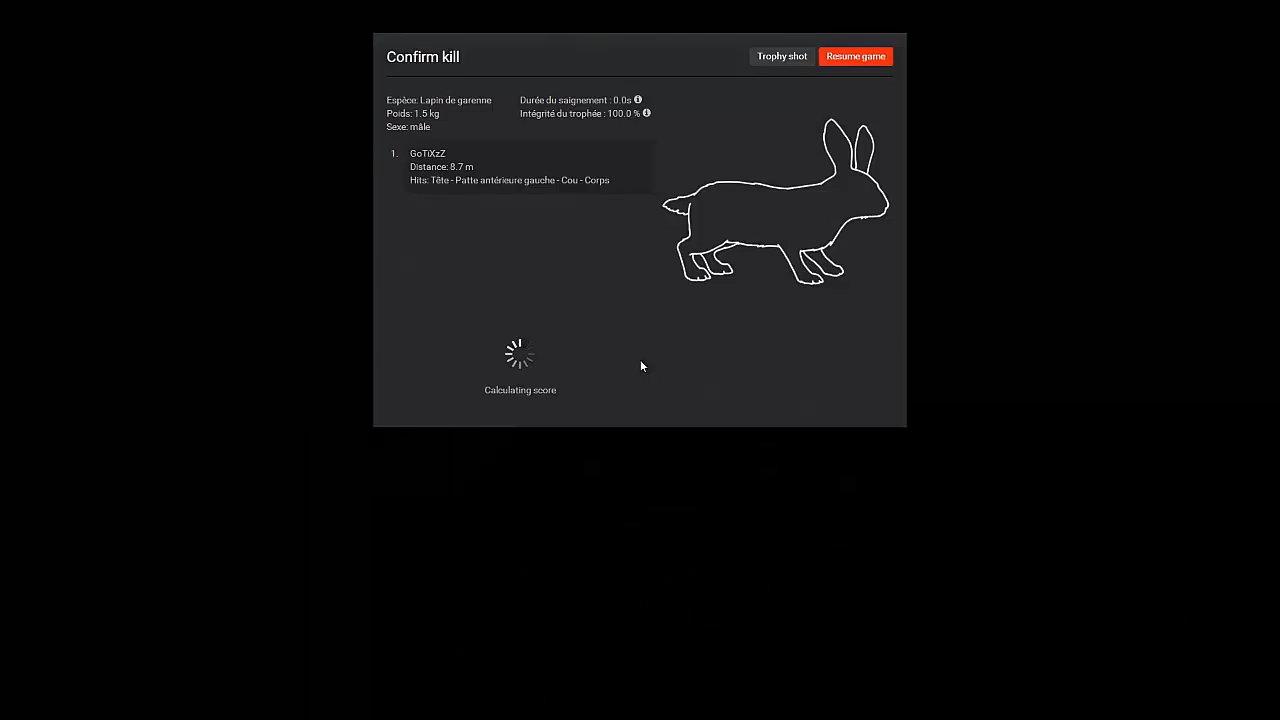 Confirm kill
Trophy shot
Resume game
Espèce: Lapin de garenne
Poids: 1.5 kg
Sexe: mâle
Durée du saignement : 0.0s
Intégrité du trophée : 100.0 %
1. GoTiXzZ
Distance: 8.7 m
Hits: Tête - Patte antérieure gauche - Cou - Corps
Calculating score